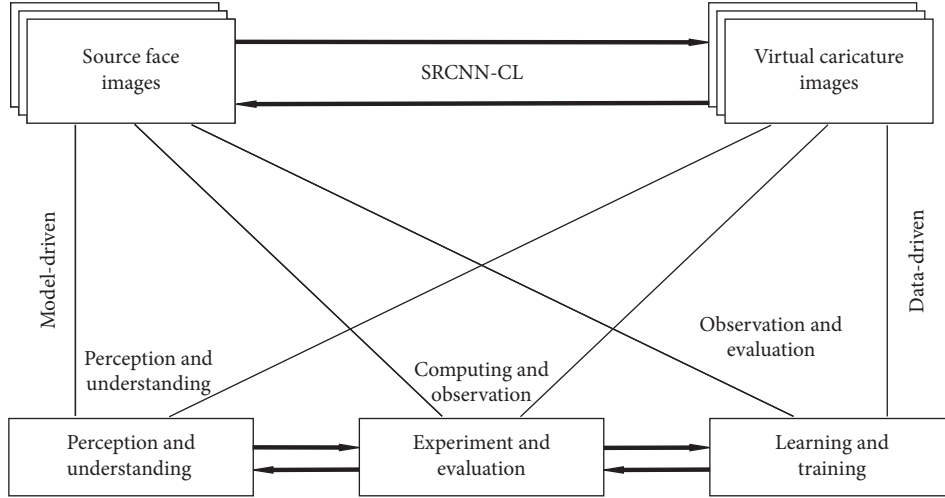 Source face
images
SRCNN-CL
Virtual caricature
images
Model-driven
Data-driven
Perception and
understanding
Computing and
observation
Observation and
evaluation
Perception and
understanding
Experiment and
evaluation
Learning and
training